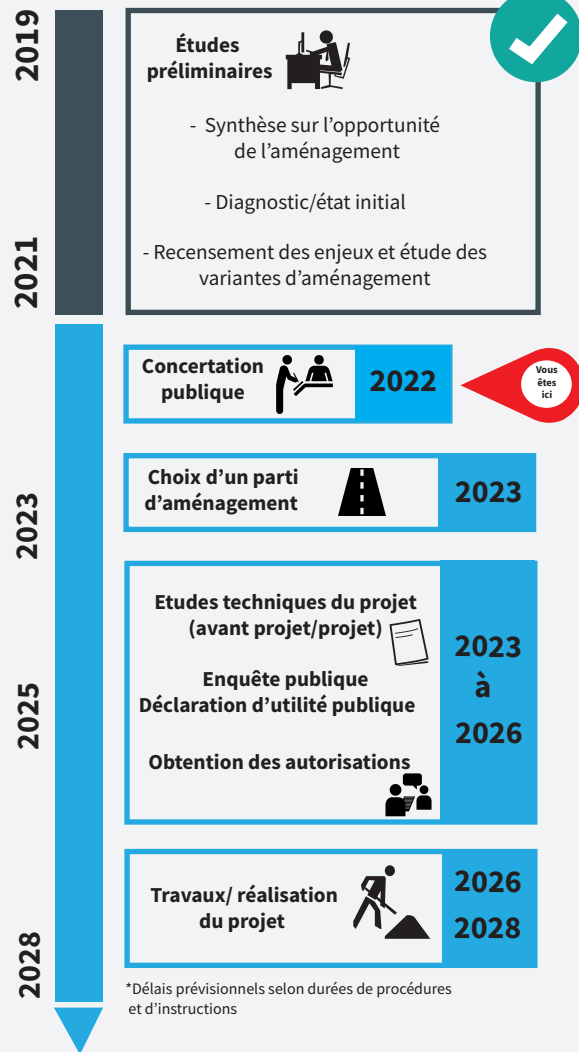 2019
Études
préliminaires
- Synthèse sur l'opportunité
de l'aménagement
- Diagnostic/état initial
2021
- Recensement des enjeux et étude des
variantes d'aménagement
Concertation
publique
2022
Vous
êtes
ici
2023
Choix d'un parti
d'aménagement
2023
Etudes techniques du projet
(avant projet/projet)
Enquête publique
Déclaration d'utilité publique
Obtention des autorisations
2023
à
2026
2025
Travaux/ réalisation
du projet
2026
2028
2028
*Délais prévisionnels selon durées de procédures
et d'instructions